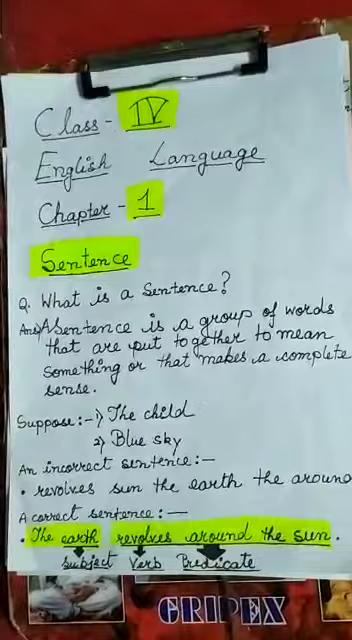 Class - IV
English Language
Chapter - 1
Sentence
Q. What is a sentence?
Ans) A sentence is a group of words
that are put together to mean
something or that makes a complete
sense.
Suppose:- 1) The child
2) Blue sky
An incorrect sentence:-
• revolves sun the earth the around
A correct sentence:-
• The earth revolves around the sun.
Subject Verb Predicate
GRIPEX